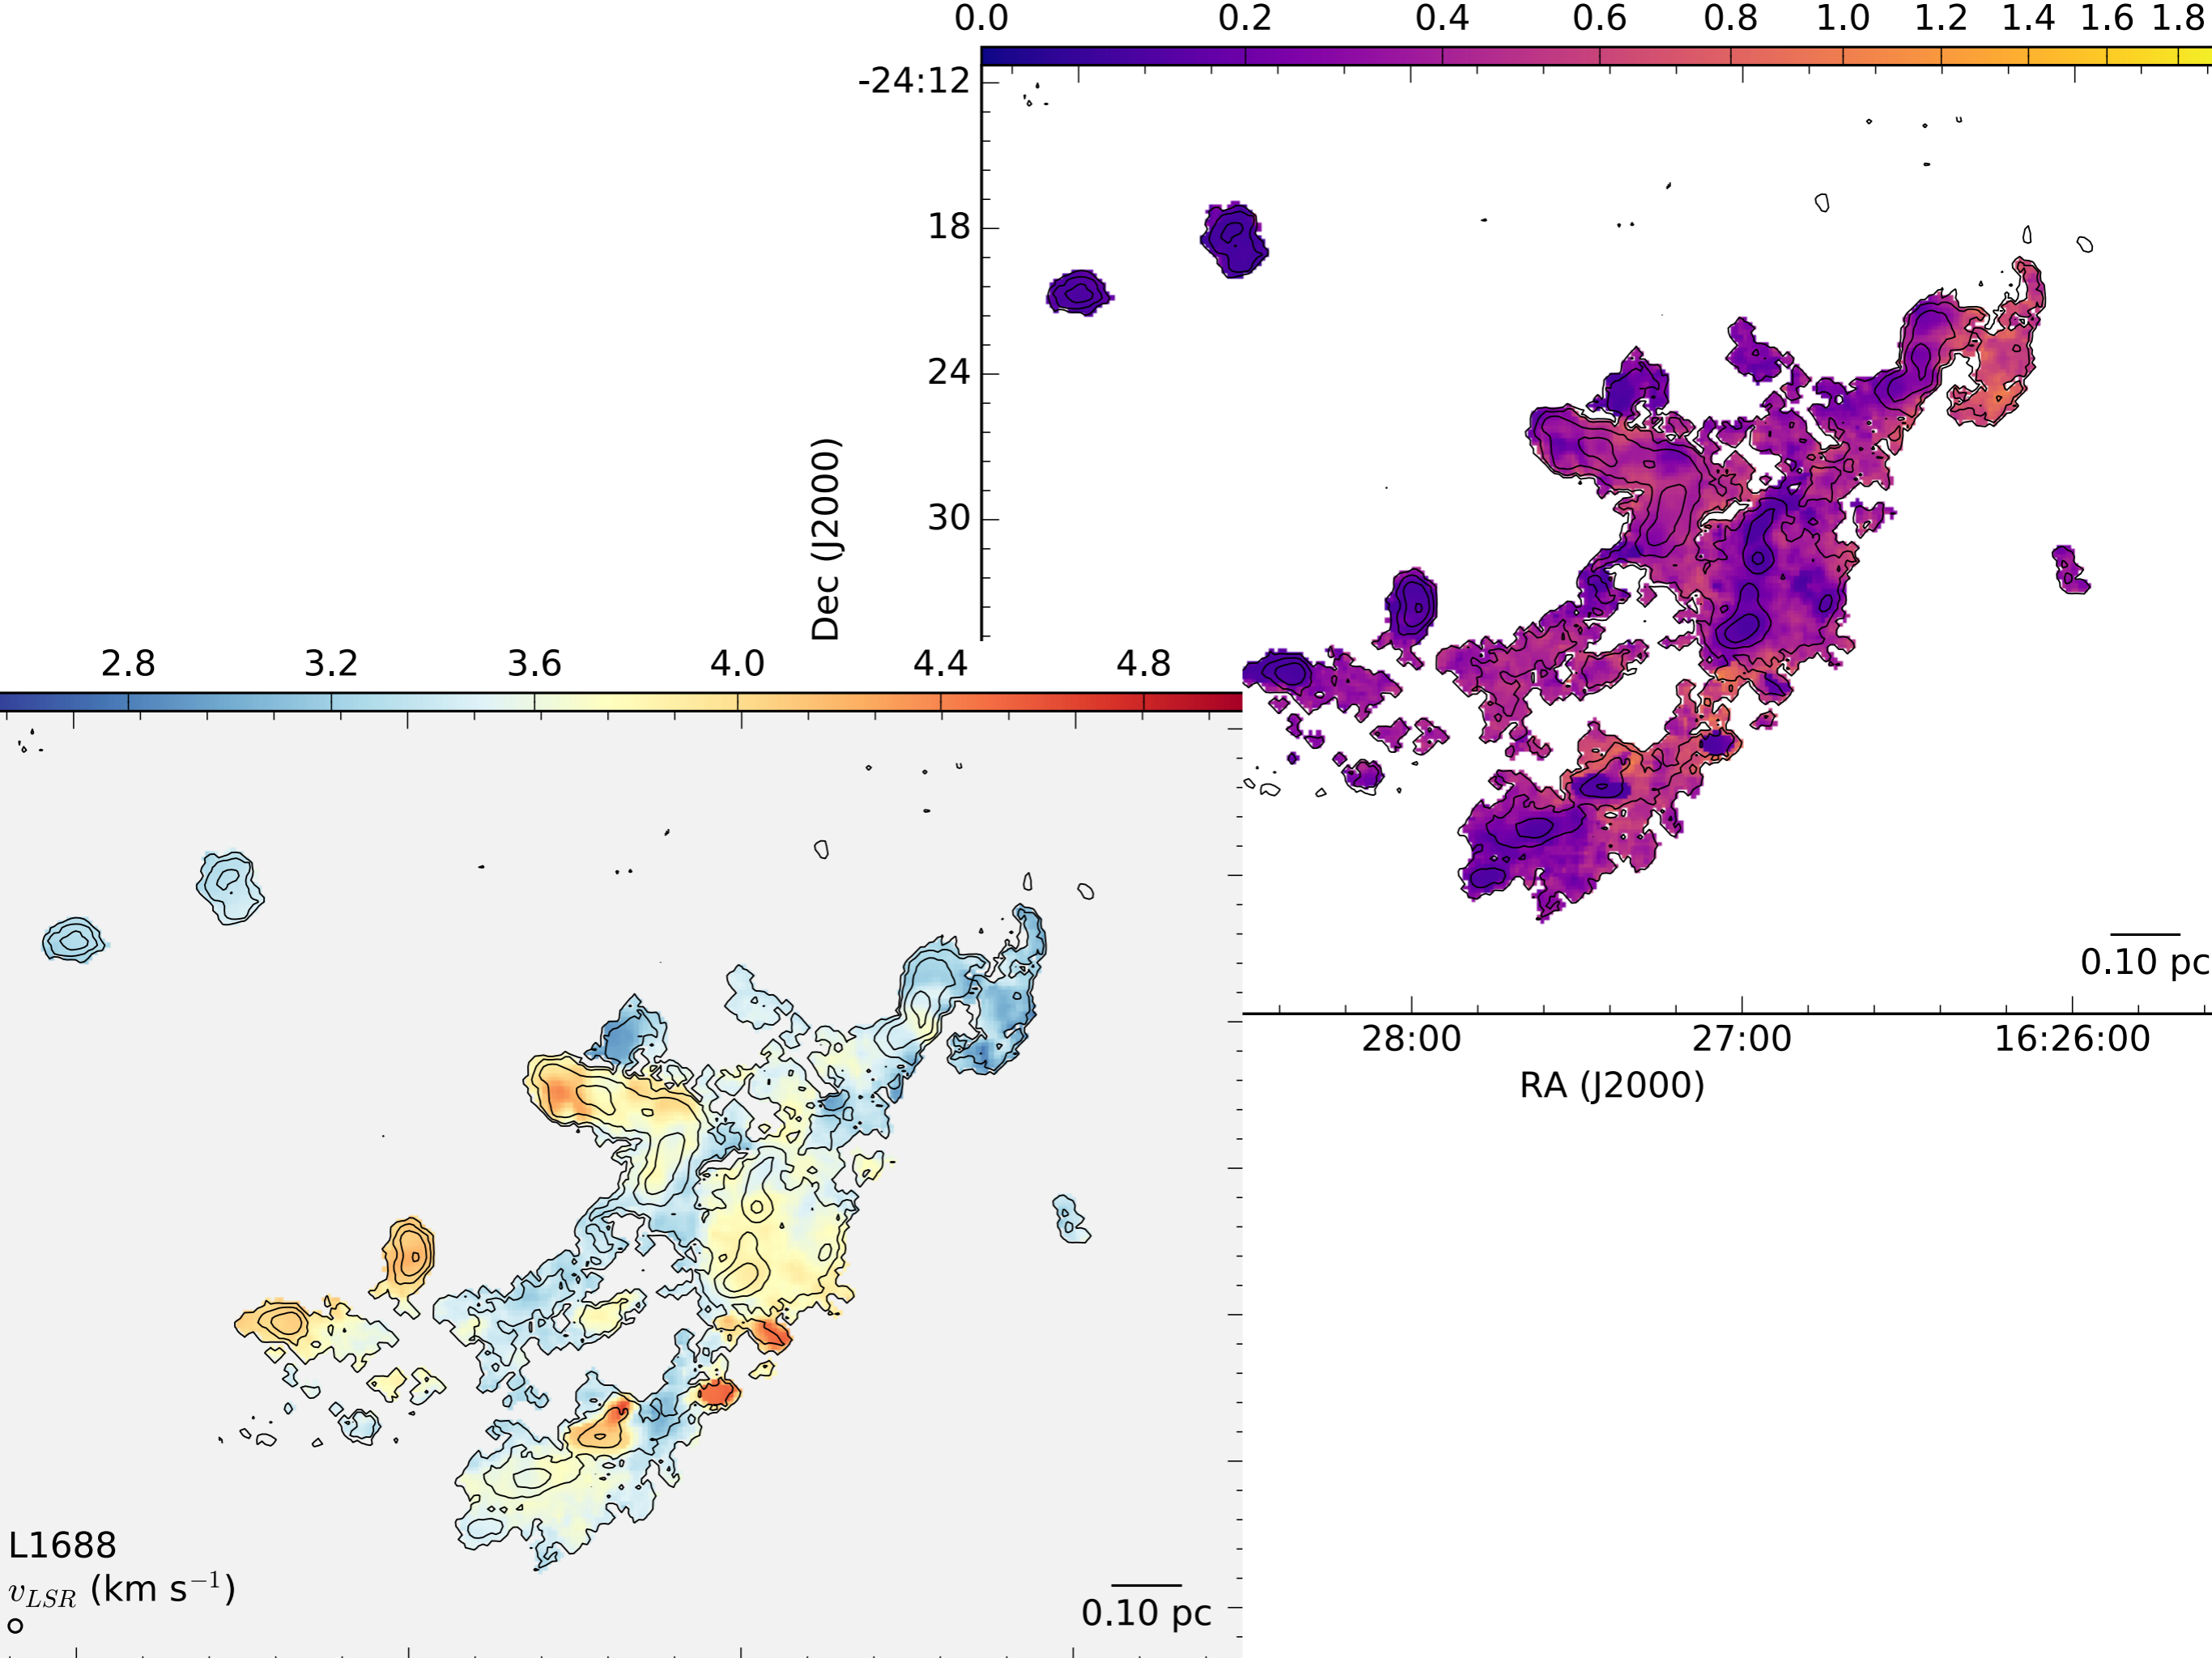 0.0 0.2 0.4 0.6 0.8 1.0 1.2 1.4 1.6 1.8
-24:12
18
24
30
Dec (J2000)
0.10 pc
28:00 27:00 16:26:00
RA (J2000)
2.8 3.2 3.6 4.0 4.4 4.8
L1688
v_{LSR} (km s^{-1})
0.10 pc